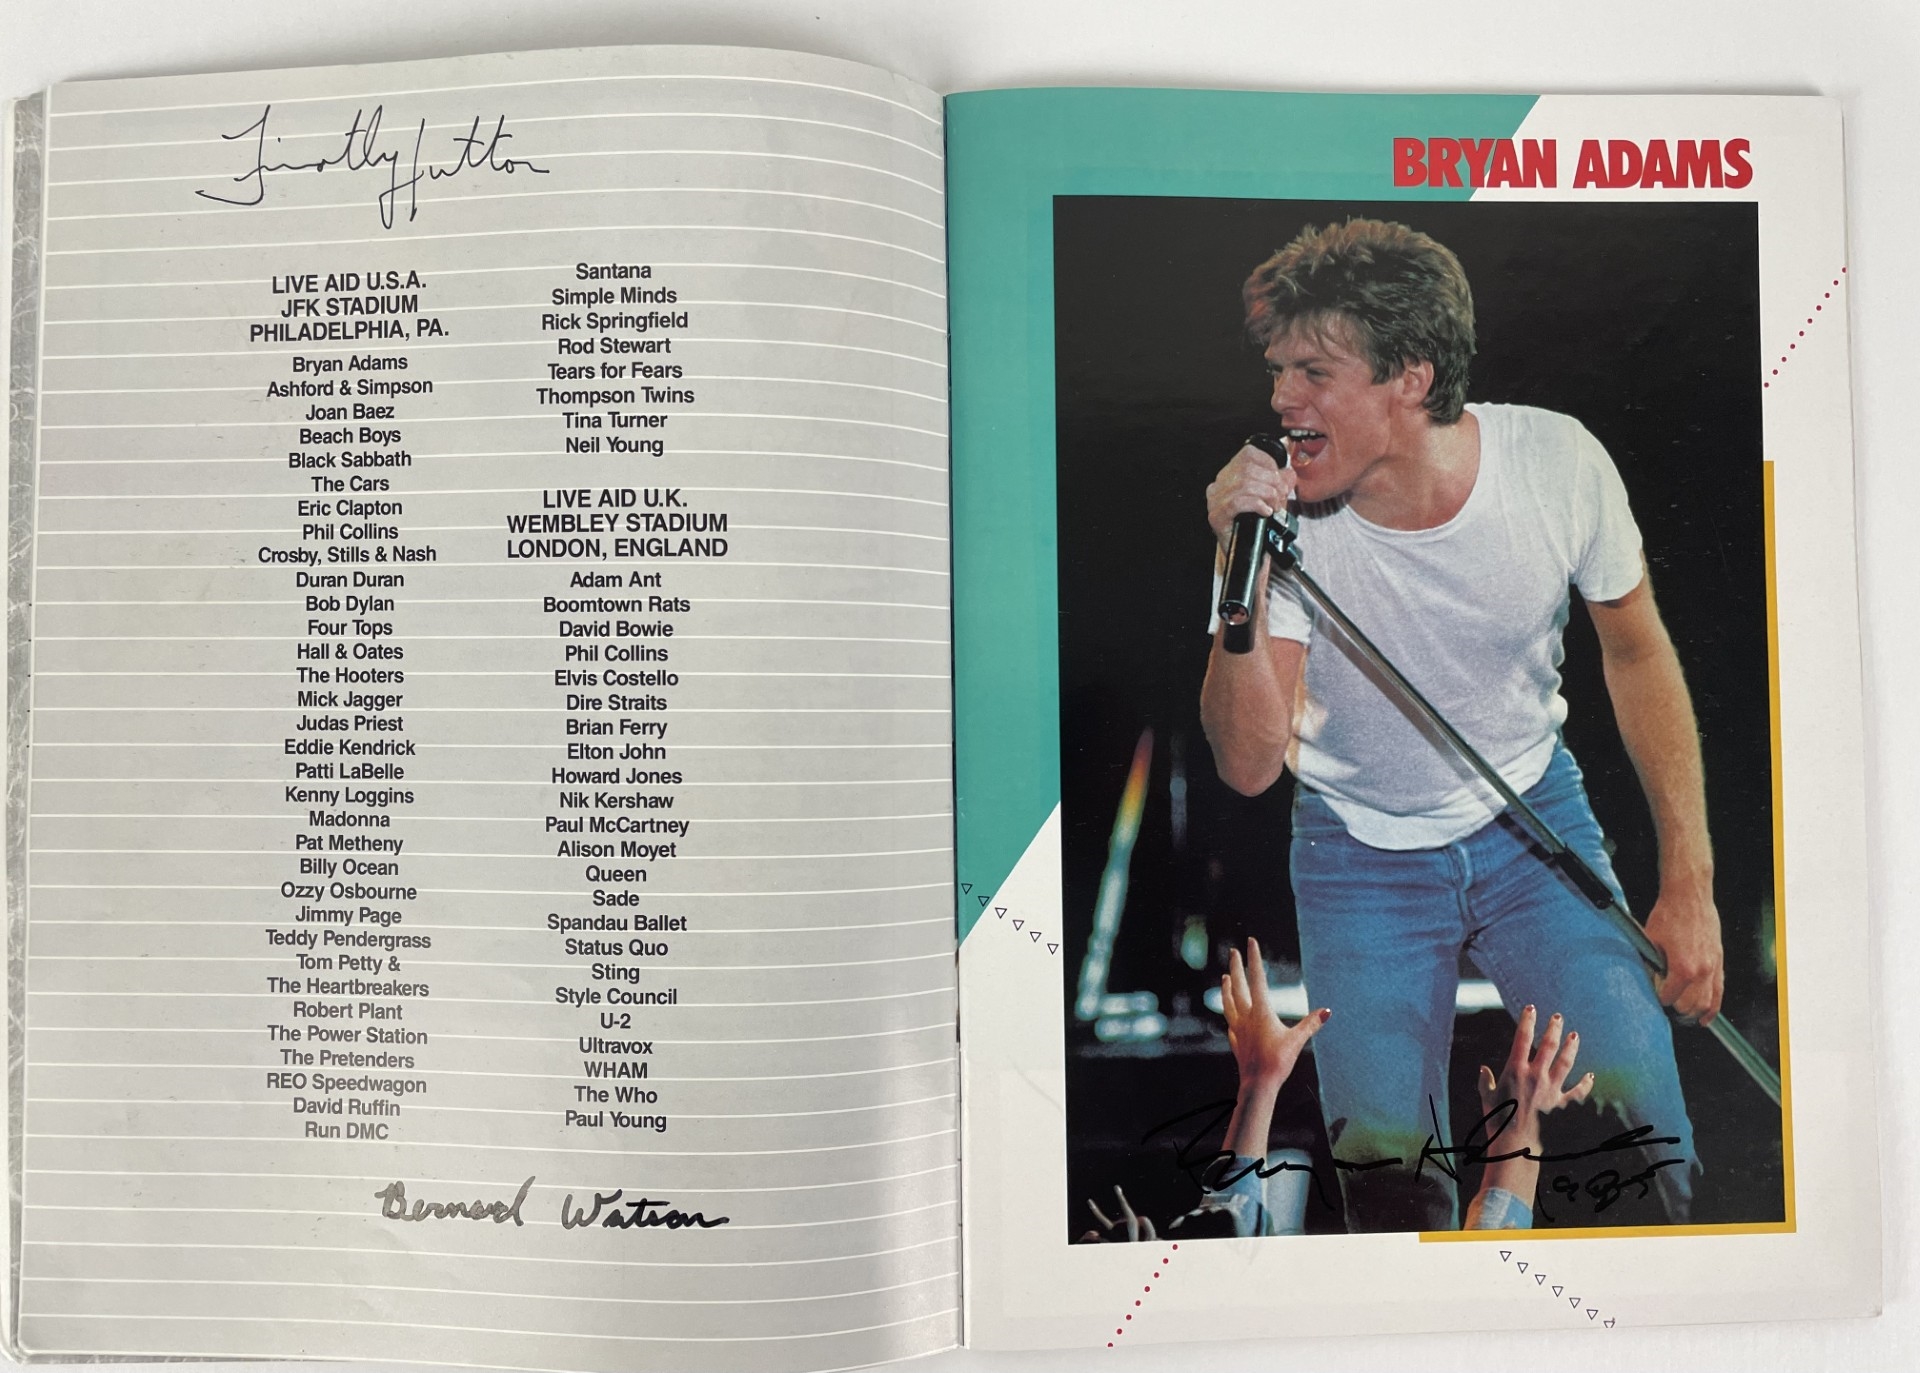 Timothy Hutton
LIVE AID U.S.A.
JFK STADIUM
PHILADELPHIA, PA.
Bryan Adams
Ashford & Simpson
Joan Baez
Beach Boys
Black Sabbath
The Cars
Eric Clapton
Phil Collins
Crosby, Stills & Nash
Duran Duran
Bob Dylan
Four Tops
Hall & Oates
The Hooters
Mick Jagger
Judas Priest
Eddie Kendrick
Patti LaBelle
Kenny Loggins
Madonna
Pat Metheny
Billy Ocean
Ozzy Osbourne
Jimmy Page
Teddy Pendergrass
Tom Petty &
The Heartbreakers
Robert Plant
The Power Station
The Pretenders
REO Speedwagon
David Ruffin
Run DMC
Santana
Simple Minds
Rick Springfield
Rod Stewart
Tears for Fears
Thompson Twins
Tina Turner
Neil Young
LIVE AID U.K.
WEMBLEY STADIUM
LONDON, ENGLAND
Adam Ant
Boomtown Rats
David Bowie
Phil Collins
Elvis Costello
Dire Straits
Brian Ferry
Elton John
Howard Jones
Nik Kershaw
Paul McCartney
Alison Moyet
Queen
Sade
Spandau Ballet
Status Quo
Sting
Style Council
U-2
Ultravox
WHAM
The Who
Paul Young
Bernard Watson
BRYAN ADAMS
Bryan Adams